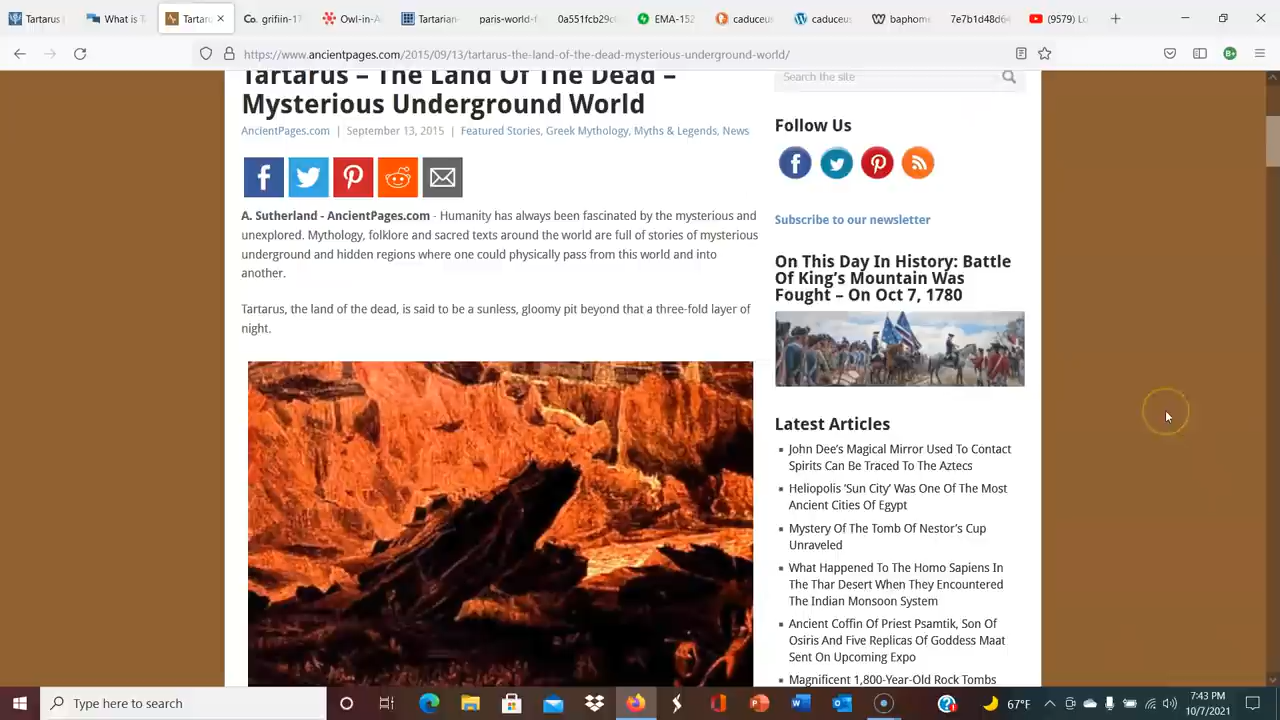 Tartarus
What is T
Tartarus
griflin-17
Owl-in-A
Tartarian-
paris-world-f
0a551fcb29c
EMA-152
caduceu
caduceus
baphome
7e7b1d48d64
(9579) Lo
https://www.ancientpages.com/2015/09/13/tartarus-the-land-of-the-dead-mysterious-underground-world/
Tartarus – The Land Of The Dead –
Mysterious Underground World
AncientPages.com | September 13, 2015 | Featured Stories, Greek Mythology, Myths & Legends, News
A. Sutherland - AncientPages.com - Humanity has always been fascinated by the mysterious and
unexplored. Mythology, folklore and sacred texts around the world are full of stories of mysterious
underground and hidden regions where one could physically pass from this world and into
another.
Tartarus, the land of the dead, is said to be a sunless, gloomy pit beyond that a three-fold layer of
night.
Search the site
Follow Us
Subscribe to our newsletter
On This Day In History: Battle
Of King's Mountain Was
Fought – On Oct 7, 1780
Latest Articles
John Dee's Magical Mirror Used To Contact
Spirits Can Be Traced To The Aztecs
Heliopolis 'Sun City' Was One Of The Most
Ancient Cities Of Egypt
Mystery Of The Tomb Of Nestor's Cup
Unraveled
What Happened To The Homo Sapiens In
The Thar Desert When They Encountered
The Indian Monsoon System
Ancient Coffin Of Priest Psamtik, Son Of
Osiris And Five Replicas Of Goddess Maat
Sent On Upcoming Expo
Magnificent 1,800-Year-Old Rock Tombs
Type here to search
67°F
7:43 PM
10/7/2021